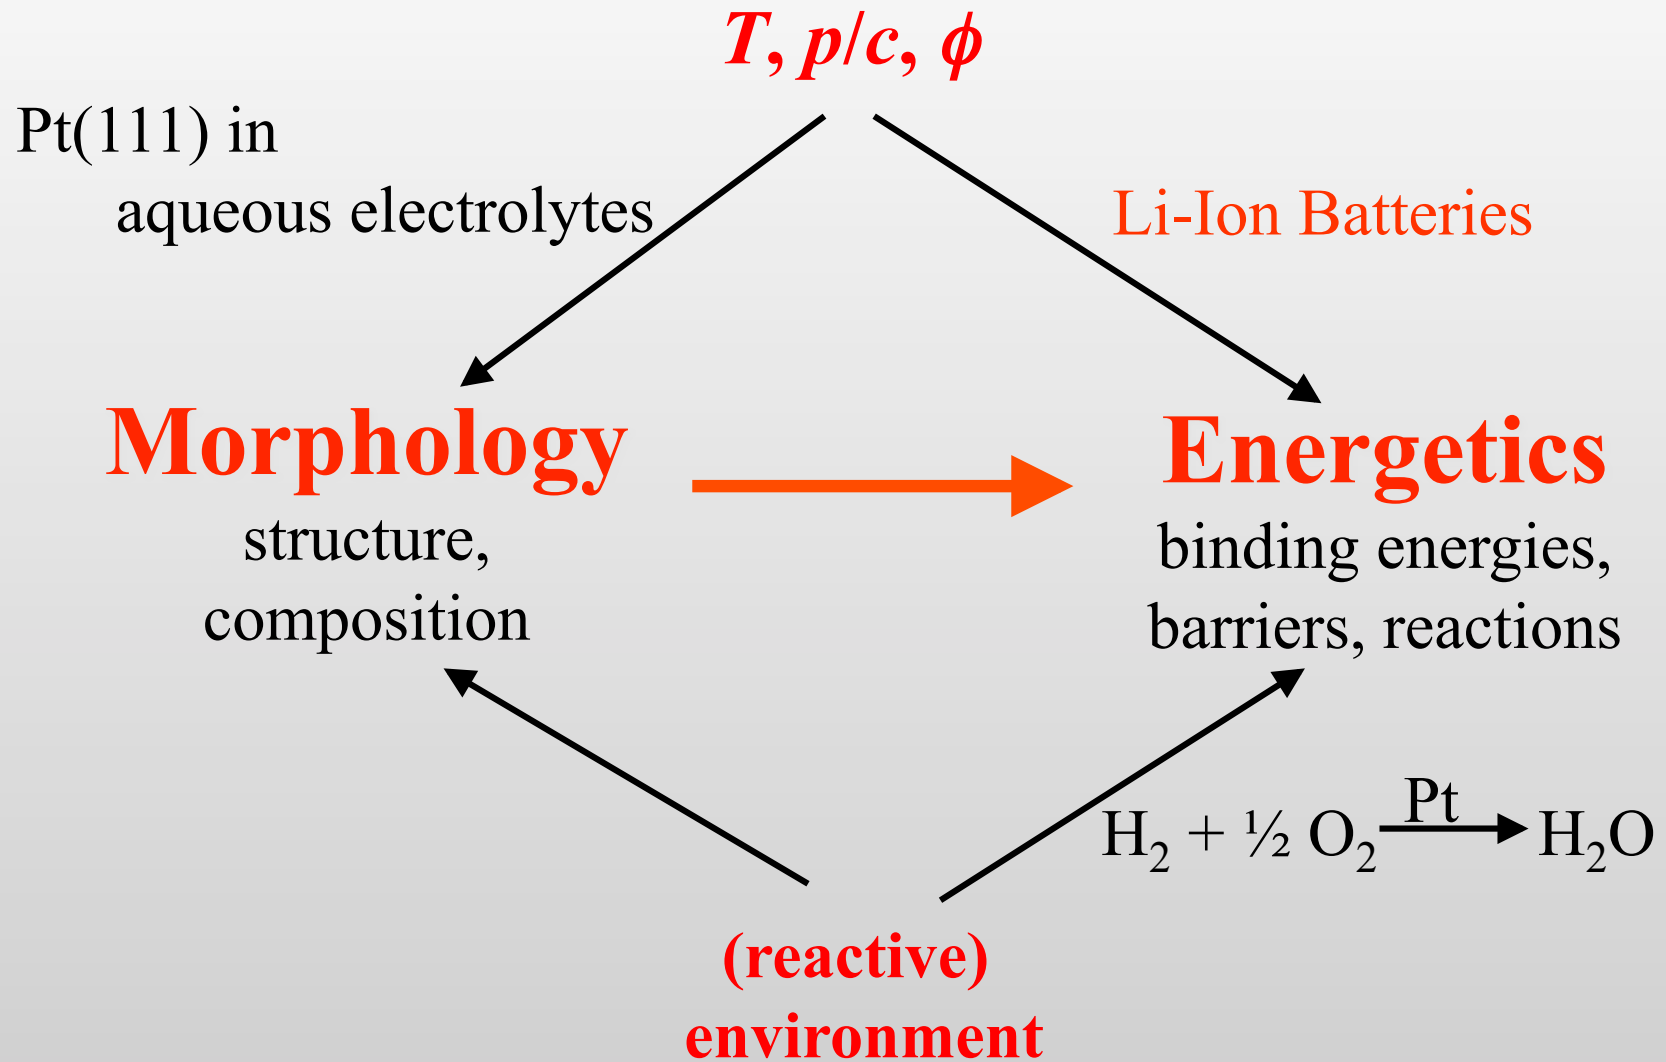 T, p/c, ϕ
Pt(111) in
aqueous electrolytes
Li-Ion Batteries
Morphology
structure,
composition
Energetics
binding energies,
barriers, reactions
Pt
H₂ + ½ O₂ → H₂O
(reactive)
environment